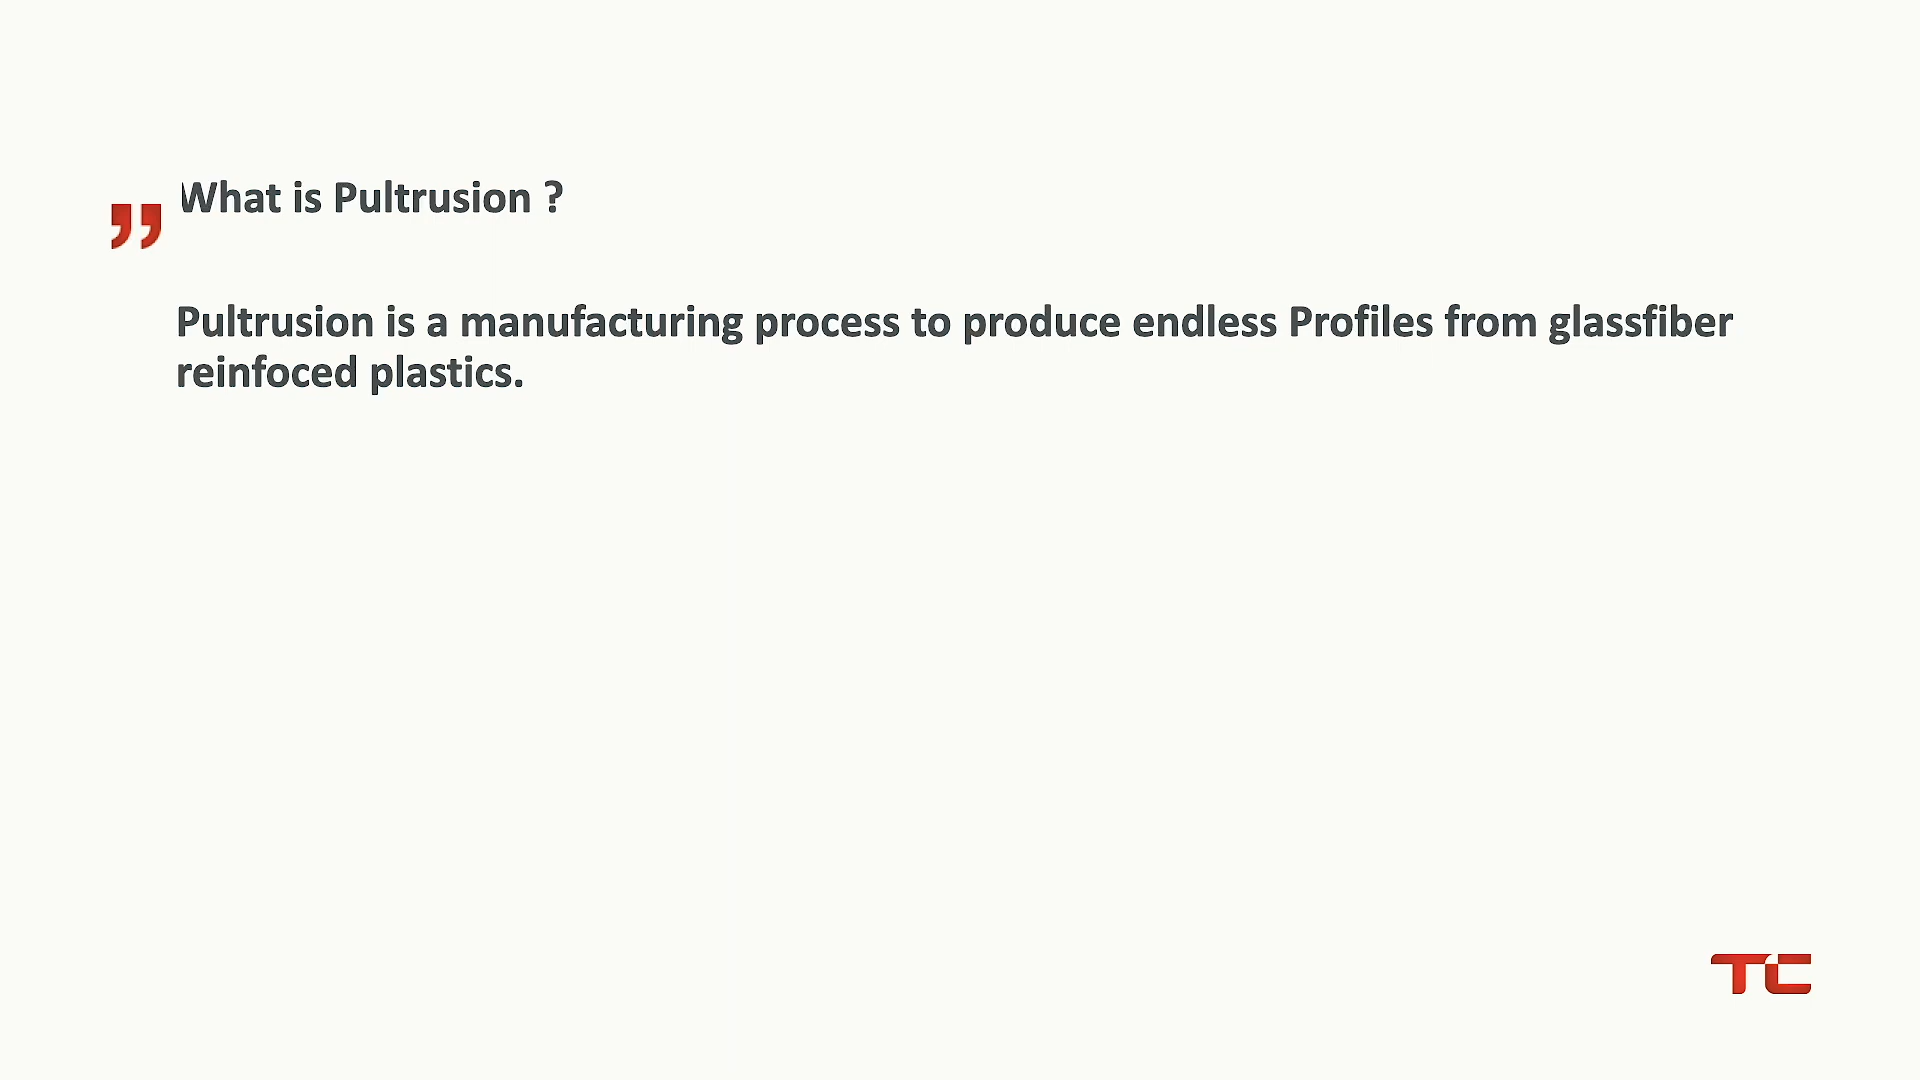 ” What is Pultrusion ?
Pultrusion is a manufacturing process to produce endless Profiles from glassfiber
reinfoced plastics.
TC